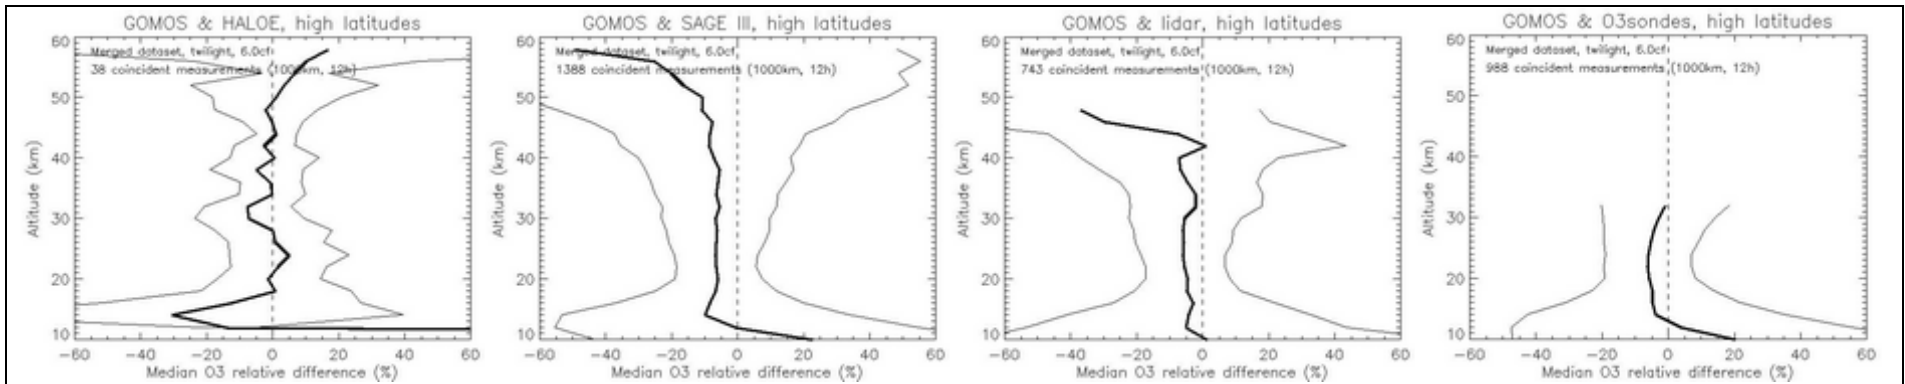 GOMOS & HALOE, high latitudes
Merged dataset, twilight, 6.0cf
38 coincident measurements (1000km, 12h)
60
50
40
30
20
10
Altitude (km)
-60 -40 -20 0 20 40 60
Median O3 relative difference (%)
GOMOS & SAGE III, high latitudes
Merged dataset, twilight, 6.0cf
1388 coincident measurements (1000km, 12h)
60
50
40
30
20
10
Altitude (km)
-60 -40 -20 0 20 40 60
Median O3 relative difference (%)
GOMOS & lidar, high latitudes
Merged dataset, twilight, 6.0cf
743 coincident measurements (1000km, 12h)
60
50
40
30
20
10
Altitude (km)
-60 -40 -20 0 20 40 60
Median O3 relative difference (%)
GOMOS & O3sondes, high latitudes
Merged dataset, twilight, 6.0cf
988 coincident measurements (1000km, 12h)
60
50
40
30
20
10
Altitude (km)
-60 -40 -20 0 20 40 60
Median O3 relative difference (%)